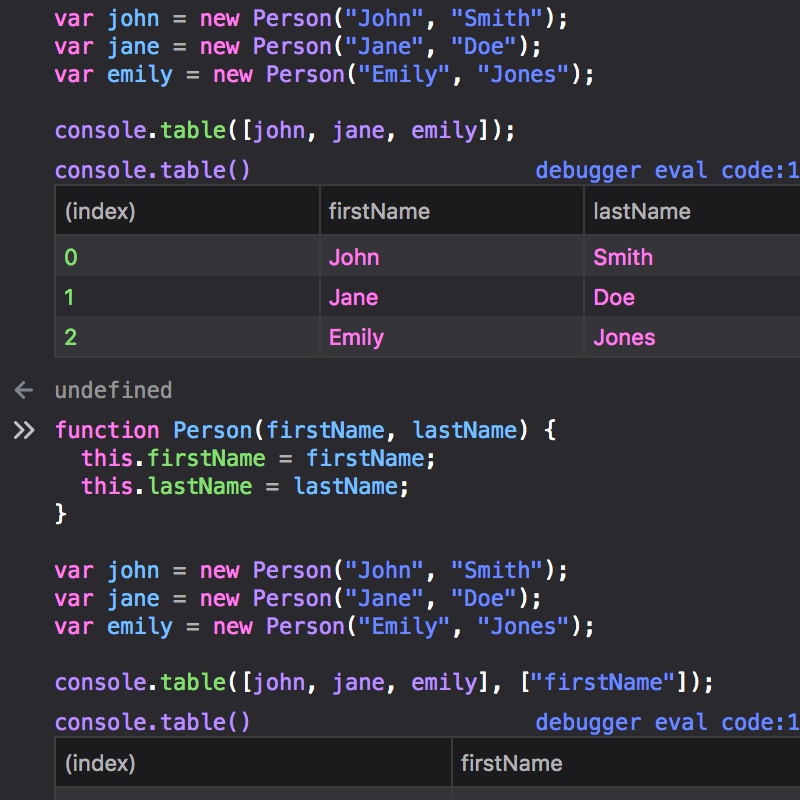 var john = new Person("John", "Smith");
var jane = new Person("Jane", "Doe");
var emily = new Person("Emily", "Jones");
console.table([john, jane, emily]);
console.table() debugger eval code:1
(index) firstName lastName
0 John Smith
1 Jane Doe
2 Emily Jones
← undefined
» function Person(firstName, lastName) {
this.firstName = firstName;
this.lastName = lastName;
}
var john = new Person("John", "Smith");
var jane = new Person("Jane", "Doe");
var emily = new Person("Emily", "Jones");
console.table([john, jane, emily], ["firstName"]);
console.table() debugger eval code:1
(index) firstName